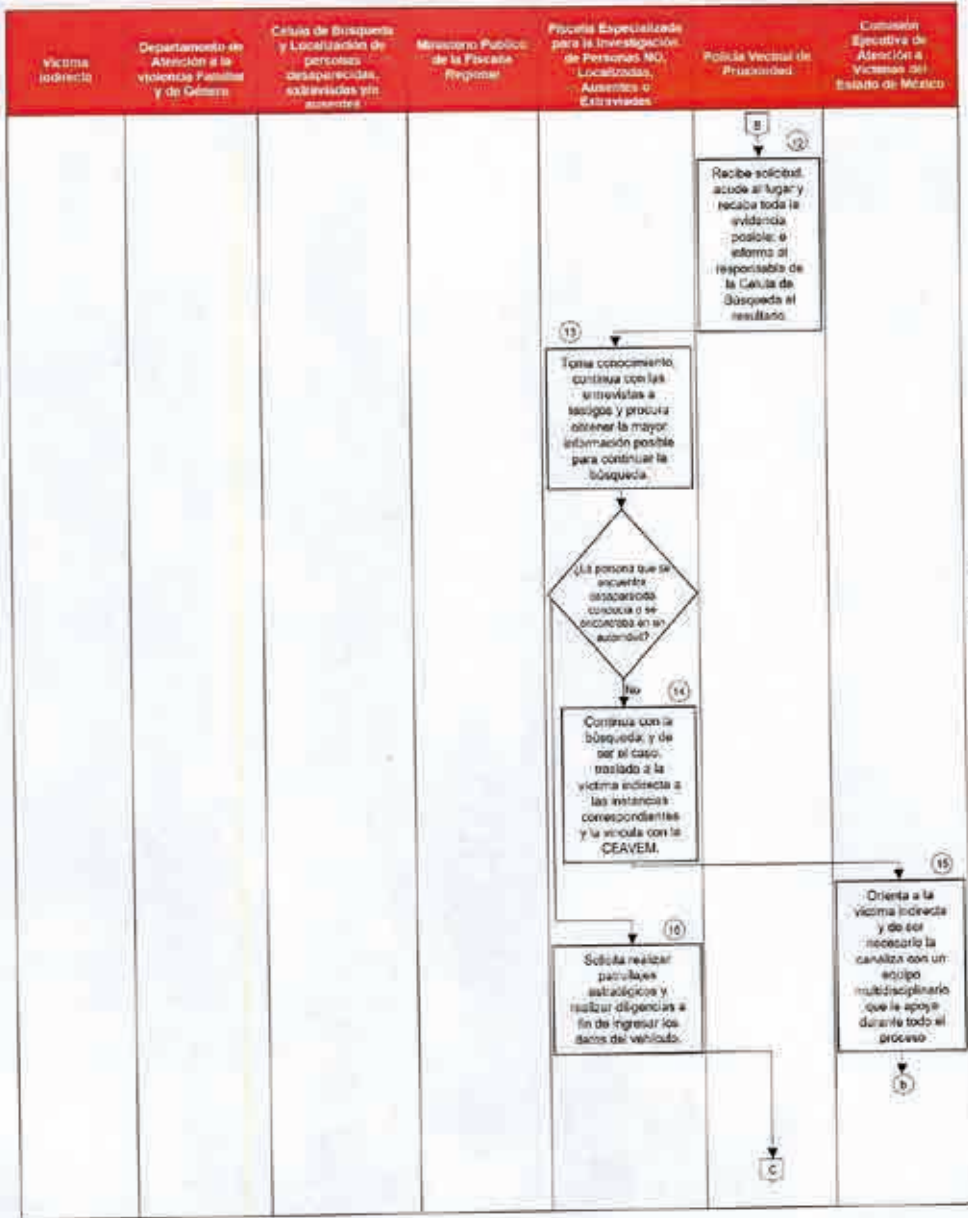 Víctima
indirecto
Departamento de
Atención a la
violencia Familiar
y de Género
Célula de Búsqueda
y Localización de
personas
desaparecidas,
extraviadas y/o
ausentes
Ministerio Público
de la Fiscalía
Regional
Fiscalía Especializada
para la Investigación
de Personas NO
Localizadas,
Ausentes o
Extraviadas
Policía Vecinal de
Proximidad
Comisión
Ejecutiva de
Atención a
Víctimas del
Estado de México
B
12
Recibe solicitud,
acude al lugar y
recaba toda la
evidencia
posible; e
informa al
responsable de
la Célula de
Búsqueda el
resultado.
13
Toma conocimiento,
continua con las
entrevistas a
testigos y procura
obtener la mayor
información posible
para continuar la
búsqueda.
¿La persona que se
encuentra
desaparecida
conducía o se
encontraba en un
automóvil?
No
14
Continua con la
búsqueda; y de
ser el caso,
traslado a la
víctima indirecta a
las instancias
correspondientes
y la vincula con la
CEAVEM.
15
Orienta a la
víctima indirecta
y de ser
necesario la
canaliza con un
equipo
multidisciplinario
que le apoye
durante todo el
proceso
b
16
Solicita realizar
patrullajes
estratégicos y
realizar diligencias a
fin de ingresar los
datos del vehículo.
C